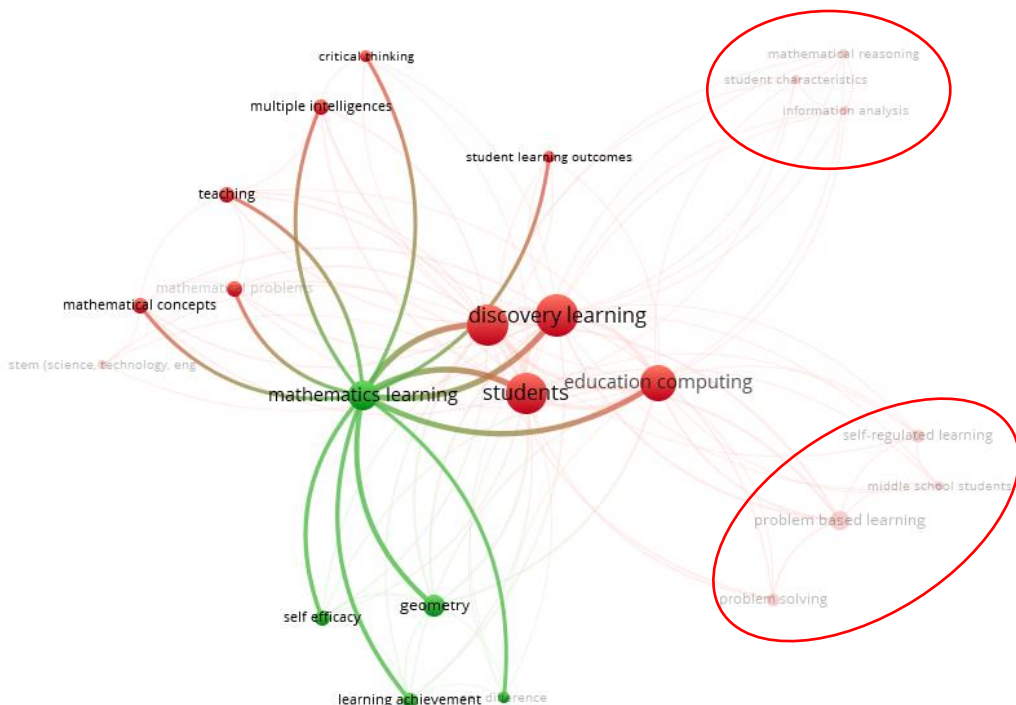 critical thinking
mathematical reasoning
student characteristics
multiple intelligences
information analysis
student learning outcomes
teaching
mathematical problems
mathematical concepts
discovery learning
stem (science, technology, eng
education computing
mathematics learning
students
self-regulated learning
middle school students
problem based learning
problem solving
geometry
self efficacy
learning achievement
difference